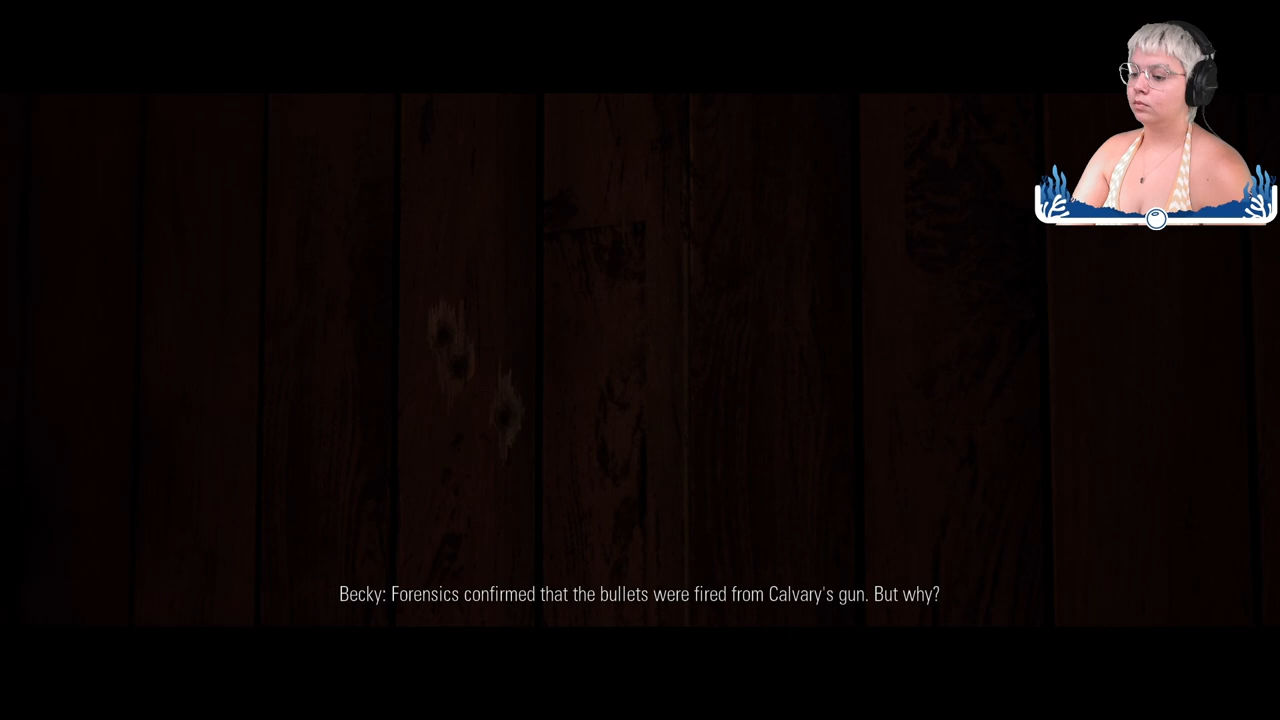 Becky: Forensics confirmed that the bullets were fired from Calvary's gun. But why?